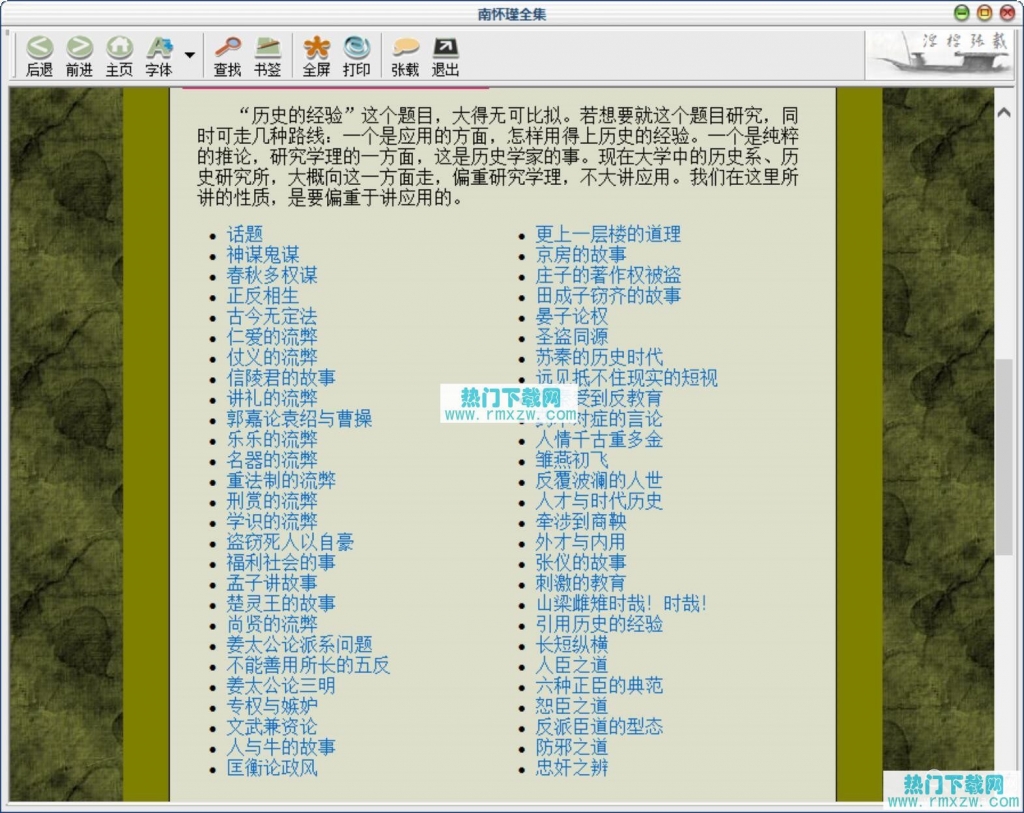 南怀瑾全集
后退 前进 主页 字体 查找 书签 全屏 打印 张载 退出
“历史的经验”这个题目，大得无可比拟。若想要就这个题目研究，同
时可走几种路线：一个是应用的方面，怎样用得上历史的经验。一个是纯粹
的推论，研究学理的一方面，这是历史学家的事。现在大学中的历史系、历
史研究所，大概向这一方面走，偏重研究学理，不大讲应用。我们在这里所
讲的性质，是要偏重于讲应用的。
话题
神谋鬼谋
春秋多权谋
正反相生
古今无定法
仁爱的流弊
仗义的流弊
信陵君的故事
讲礼的流弊
郭嘉论袁绍与曹操
乐乐的流弊
名器的流弊
重法制的流弊
刑赏的流弊
学识的流弊
盗窃死人以自豪
福利社会的事
孟子讲故事
楚灵王的故事
尚贤的流弊
姜太公论派系问题
不能善用所长的五反
姜太公论三明
专权与嫉妒
文武兼资论
人与牛的故事
匡衡论政风
更上一层楼的道理
京房的故事
庄子的著作权被盗
田成子窃齐的故事
晏子论权
圣盗同源
苏秦的历史时代
远见抵不住现实的短视
受到反教育
对症的言论
人情千古重多金
雏燕初飞
反覆波澜的人世
人才与时代历史
牵涉到商鞅
外才与内用
张仪的故事
刺激的教育
山梁雌雉时哉！时哉！
引用历史的经验
长短纵横
人臣之道
六种正臣的典范
恕臣之道
反派臣道的型态
防邪之道
忠奸之辨
热门下载网
www.rmxzw.com
热门下载网
www.rmxzw.com